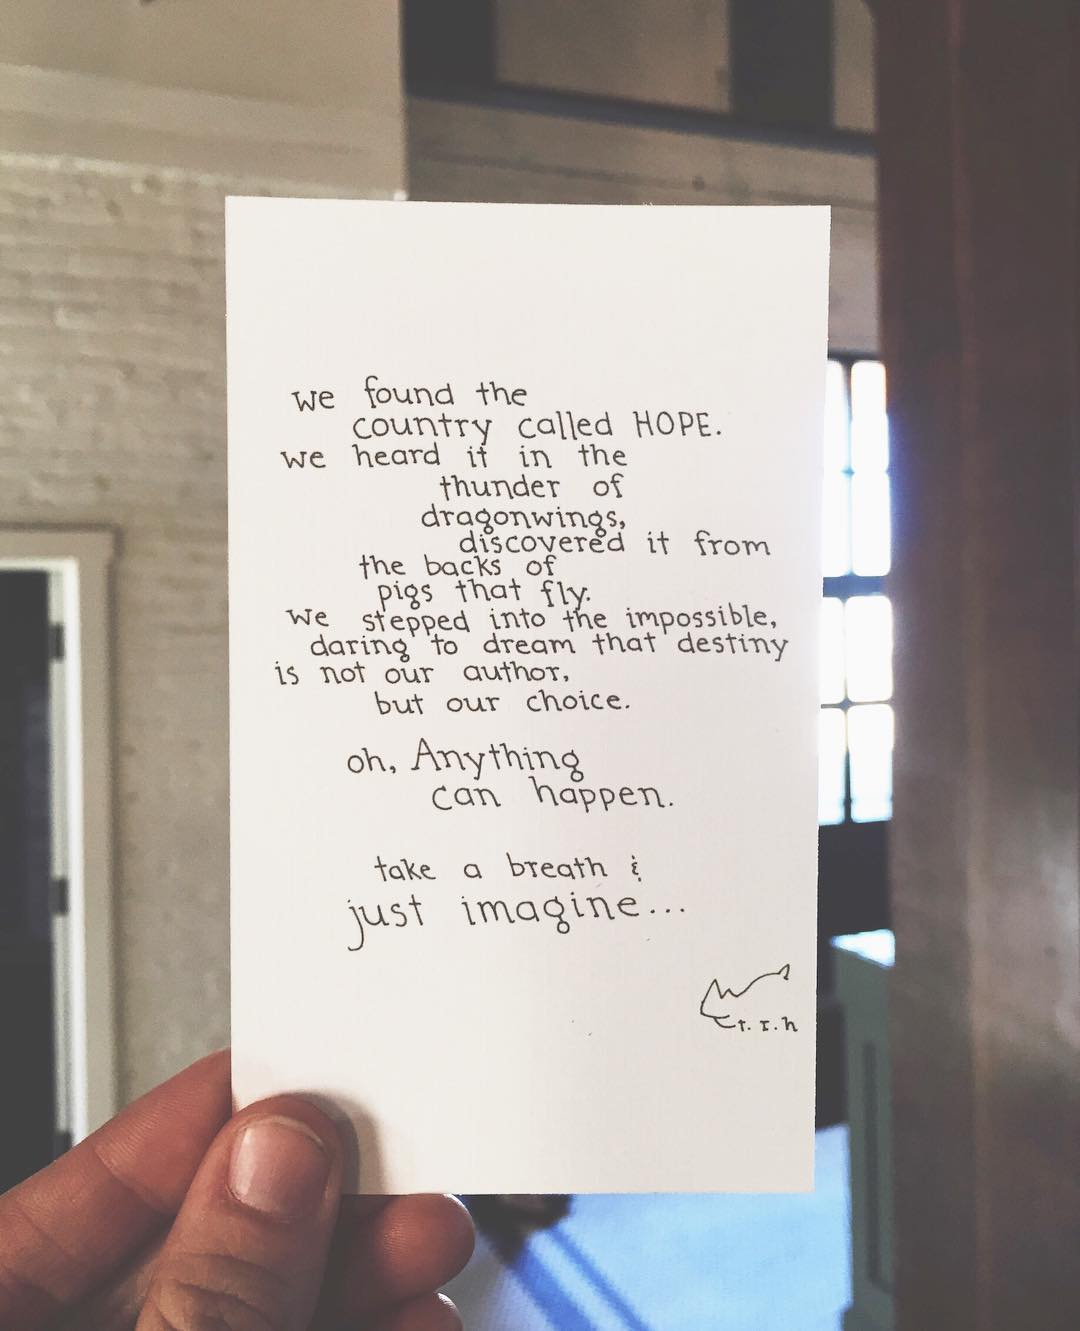 we found the
country called HOPE.
we heard it in the
thunder of
dragonwings,
discovered it from
the backs of
pigs that fly.
we stepped into the impossible,
daring to dream that destiny
is not our author,
but our choice.
oh, Anything
can happen.
take a breath &
just imagine...
t.r.h